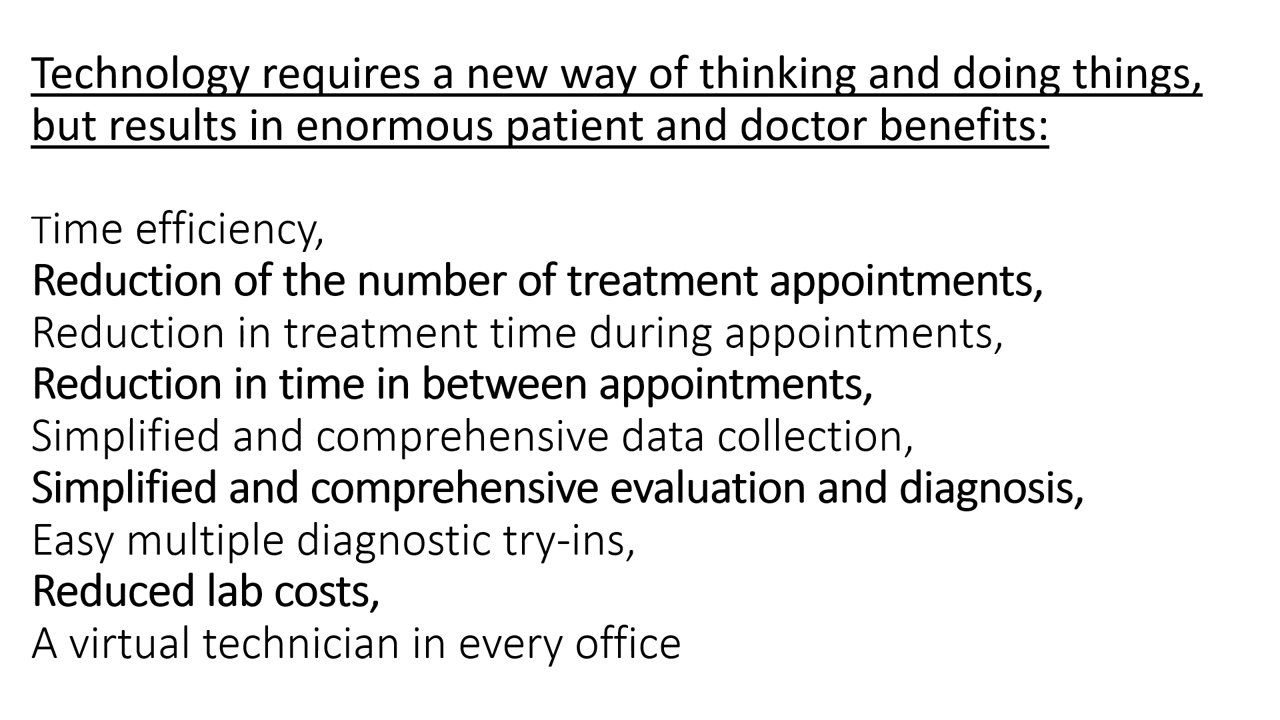 Technology requires a new way of thinking and doing things,
but results in enormous patient and doctor benefits:
Time efficiency,
Reduction of the number of treatment appointments,
Reduction in treatment time during appointments,
Reduction in time in between appointments,
Simplified and comprehensive data collection,
Simplified and comprehensive evaluation and diagnosis,
Easy multiple diagnostic try-ins,
Reduced lab costs,
A virtual technician in every office